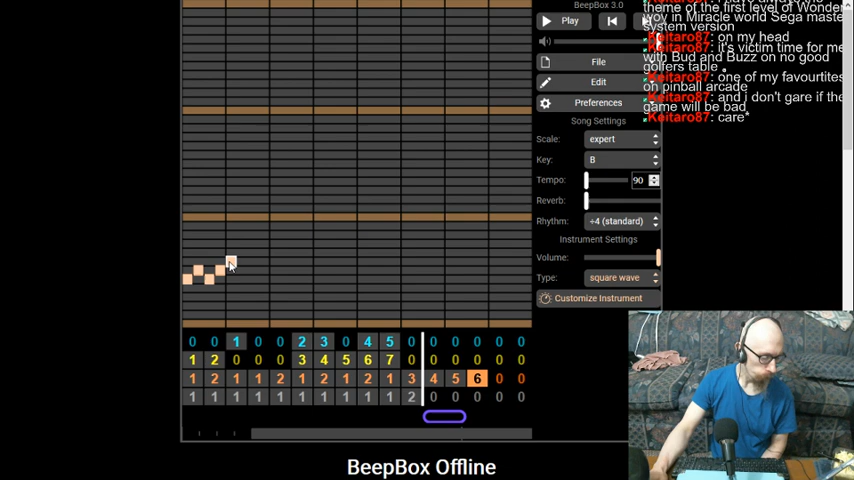 BeepBox 3.0
Play
File
Edit
Preferences
Song Settings
Scale: expert
Key: B
Tempo: 90
Reverb:
Rhythm: ÷4 (standard)
Instrument Settings
Volume:
Type: square wave
Customize Instrument
theme of the first level of Wonder
boy in Miracle world Sega master
system version
Keitaro87: on my head
Keitaro87: it's victim time for me
with Bud and Buzz on no good
golfers table .
Keitaro87: one of my favourtites
on pinball arcade
Keitaro87: and i don't gare if the
game will be bad
Keitaro87: care*
0 0 1 0 0 2 3 0 4 5 0 0 0 0 0 0
1 2 0 0 0 3 4 5 6 7 0 0 0 0 0 0
1 2 1 1 2 1 2 1 2 1 3 4 5 6 0 0
1 1 1 1 1 1 1 1 1 1 2 0 0 0 0 0
BeepBox Offline